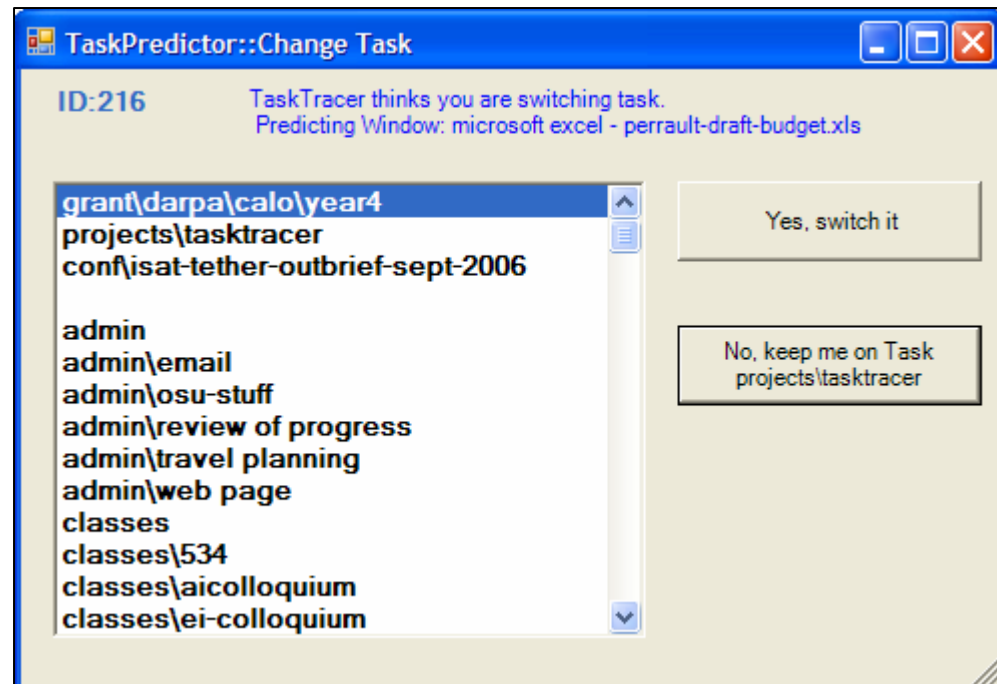 TaskPredictor::Change Task
ID:216
TaskTracer thinks you are switching task.
Predicting Window: microsoft excel - perrault-draft-budget.xls
grant\darpa\calo\year4
projects\tasktracer
conf\isat-tether-outbrief-sept-2006
admin
admin\email
admin\osu-stuff
admin\review of progress
admin\travel planning
admin\web page
classes
classes\534
classes\aicolloquium
classes\ei-colloquium
Yes, switch it
No, keep me on Task
projects\tasktracer